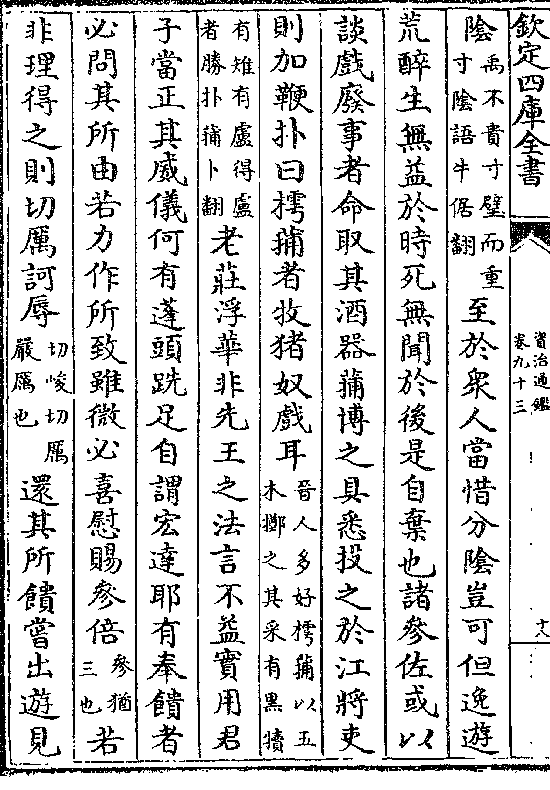 欽定四庫全書
資治通鑑
卷九十三
十八
陰禹不貴寸璧而重寸陰語牛倨翻至於衆人當惜分陰豈可但逸遊
荒醉生無益於時死無聞於後是自棄也諸參佐或以
談戲廢事者命取其酒器蒱博之具悉投之於江將吏
則加鞭扑曰樗蒱者牧猪奴戲耳晉人多好樗蒱以五木擲之其采有黑犢
有雉有盧得盧者勝扑蒱卜翻老莊浮華非先王之法言不益實用君
子當正其威儀何有蓬頭跣足自謂宏達耶有奉饋者
必問其所由若力作所致雖微必喜慰賜參倍參猶三也若
非理得之則切厲訶辱切峻切厲嚴厲也還其所饋嘗出遊見